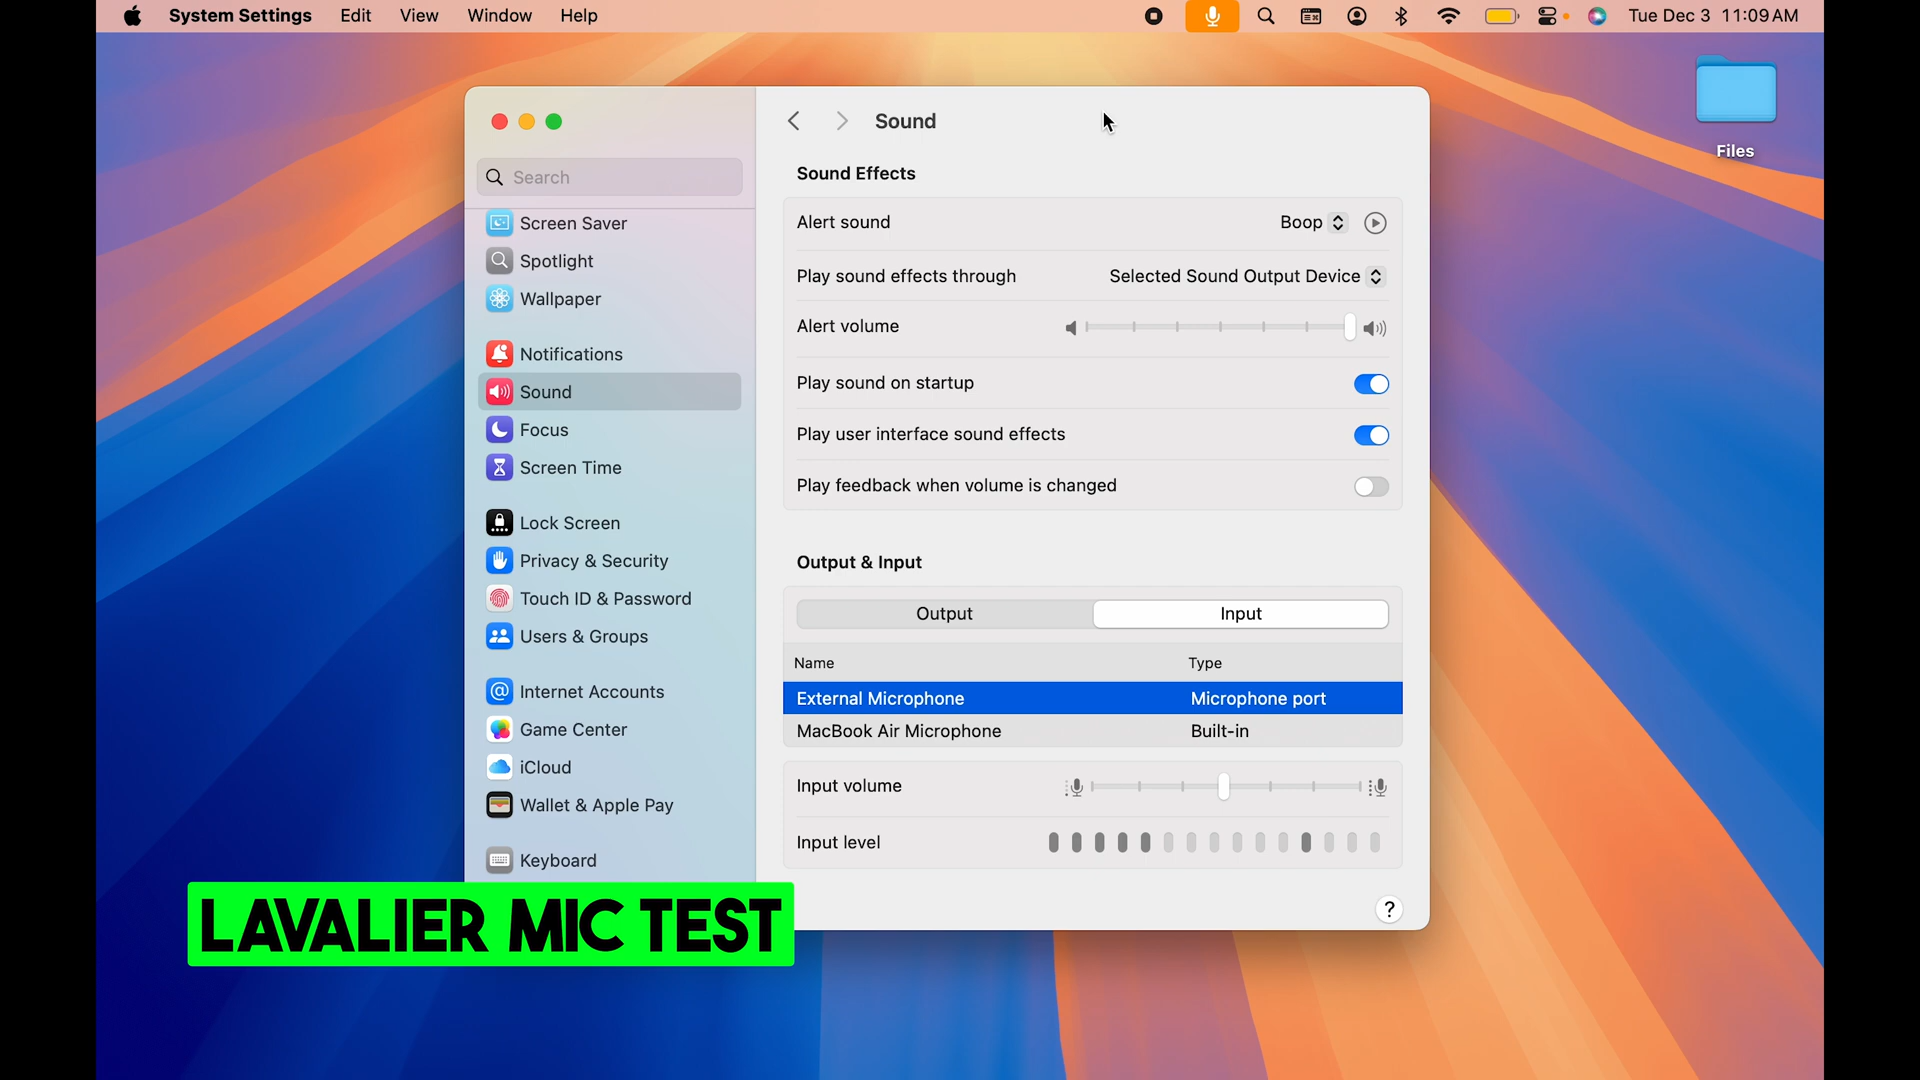 System Settings Edit View Window Help Tue Dec 3 11:09 AM
Files
Sound
Search
Sound Effects
Screen Saver
Alert sound Boop
Spotlight
Play sound effects through Selected Sound Output Device
Wallpaper
Alert volume
Notifications
Play sound on startup
Sound
Focus
Play user interface sound effects
Screen Time
Play feedback when volume is changed
Lock Screen
Privacy & Security
Output & Input
Touch ID & Password
Output Input
Users & Groups
Name Type
Internet Accounts
External Microphone Microphone port
Game Center
MacBook Air Microphone Built-in
iCloud
Input volume
Wallet & Apple Pay
Input level
Keyboard
?
LAVALIER MIC TEST